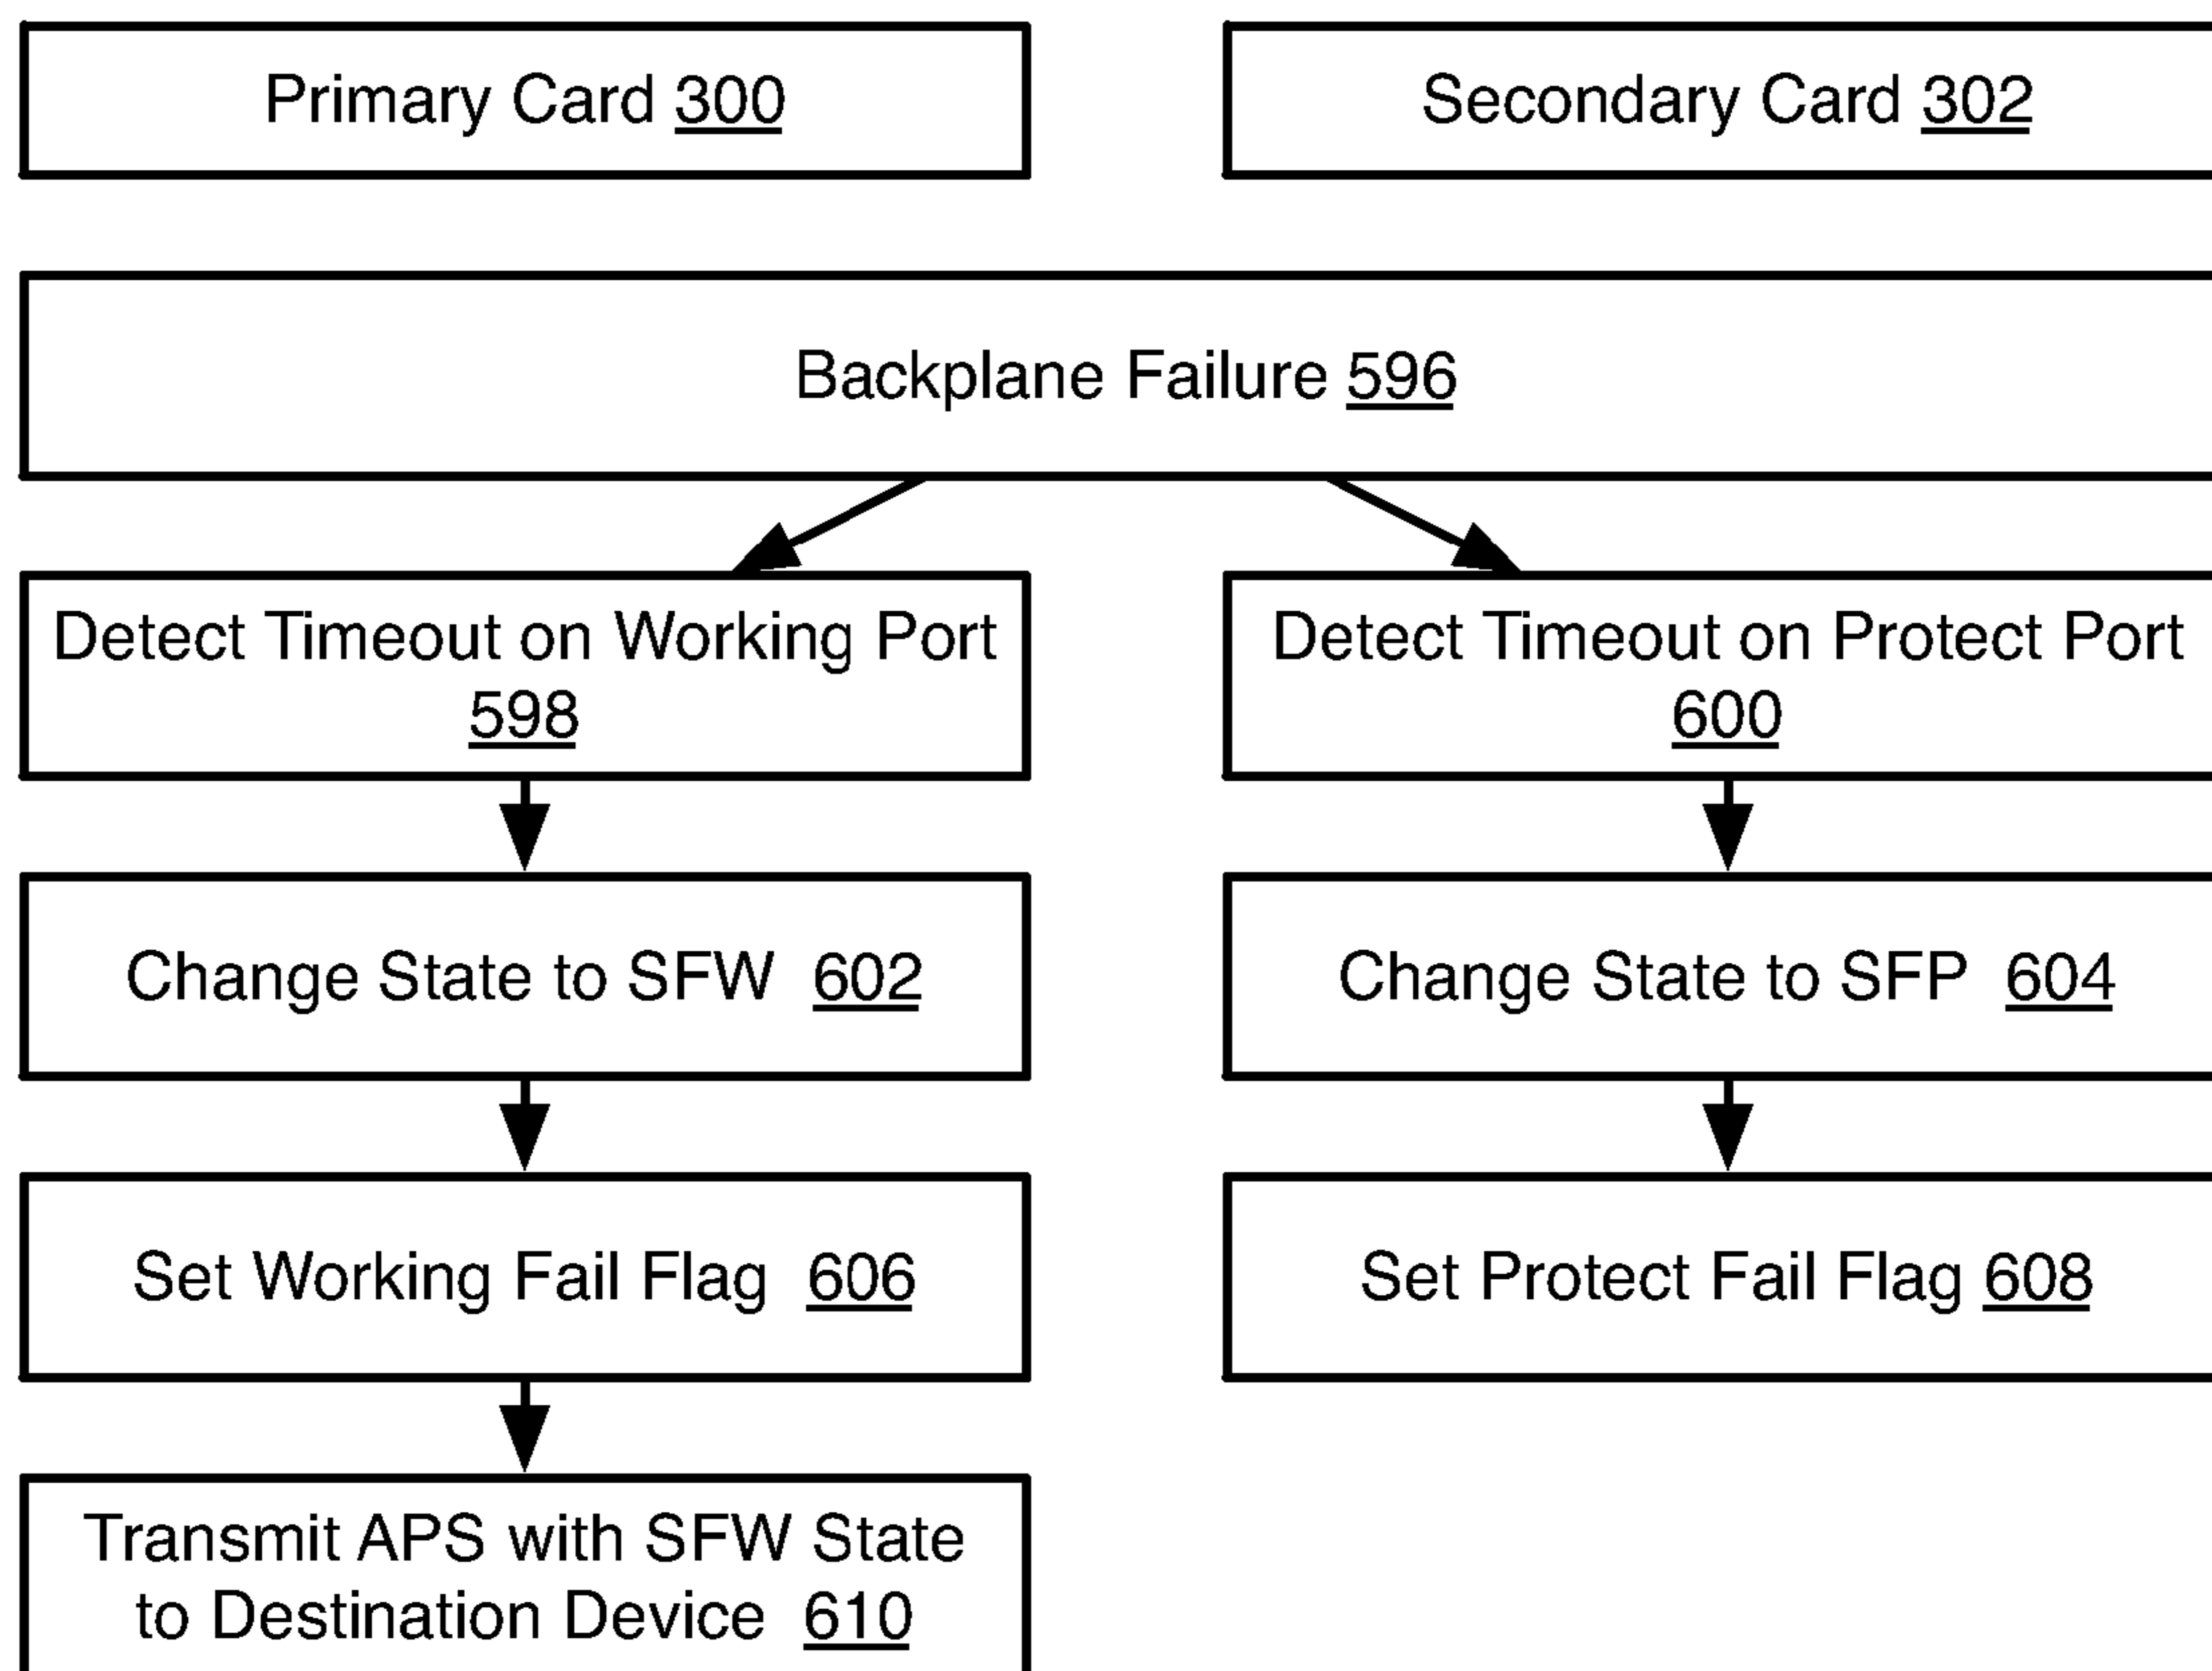 Primary Card 300
Secondary Card 302
Backplane Failure 596
Detect Timeout on Working Port
598
Detect Timeout on Protect Port
600
Change State to SFW 602
Change State to SFP 604
Set Working Fail Flag 606
Set Protect Fail Flag 608
Transmit APS with SFW State
to Destination Device 610